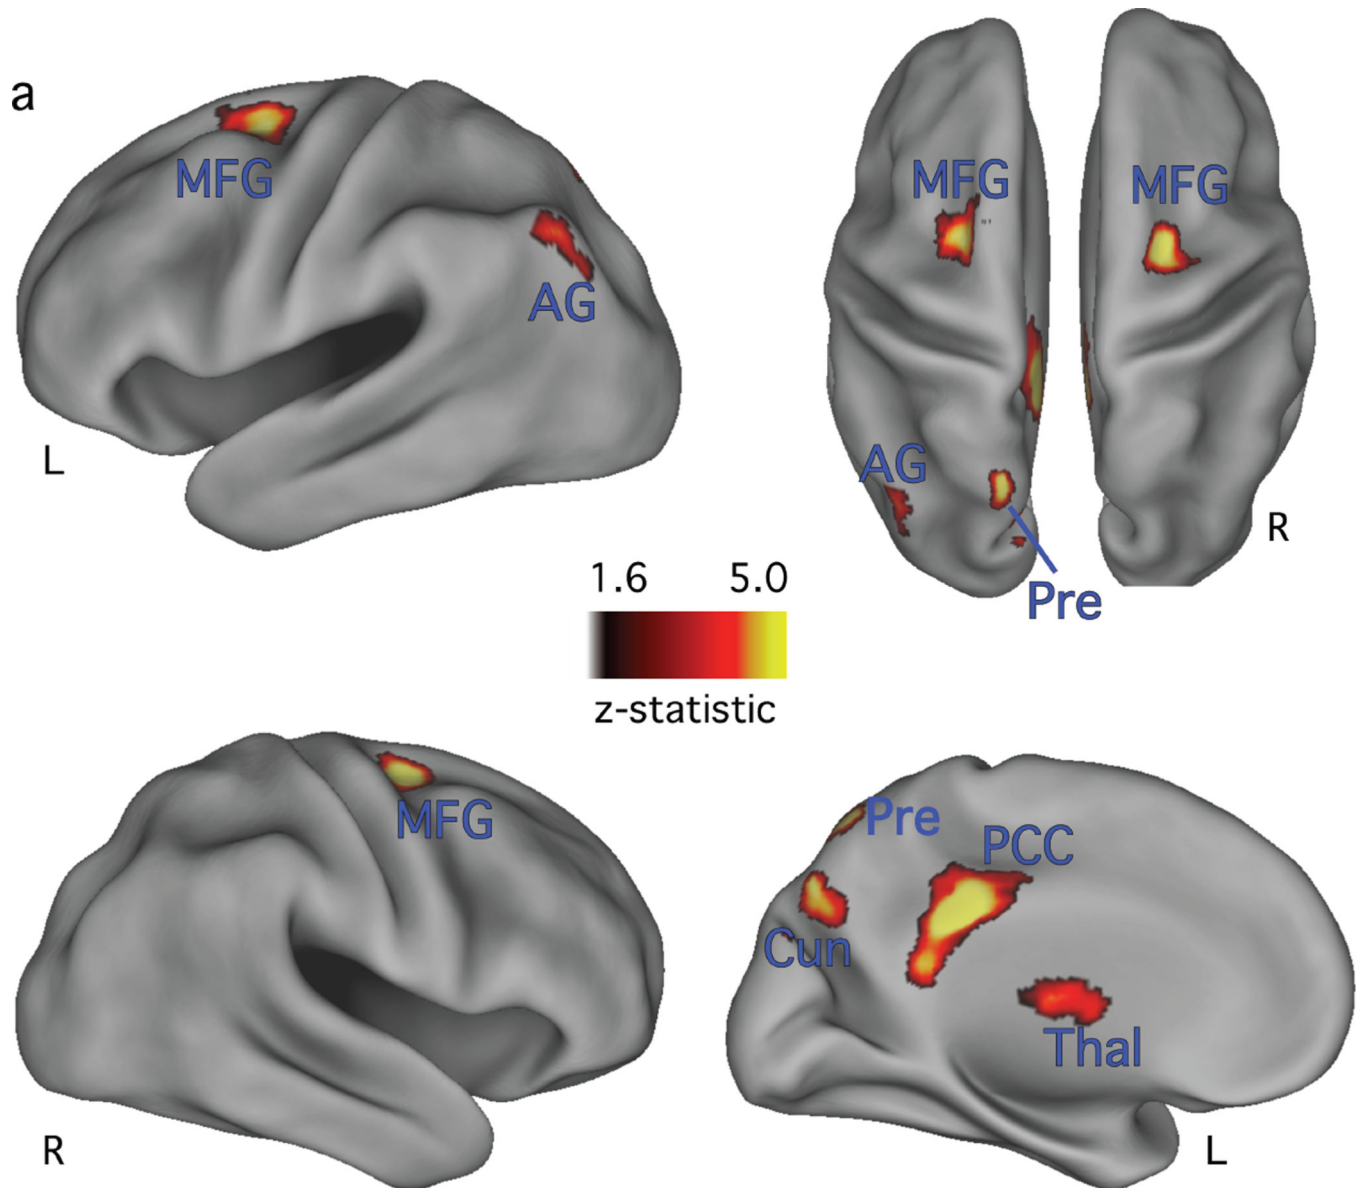 a
MFG
AG
L
MFG
MFG
AG
R
Pre
1.6 5.0
z-statistic
MFG
R
Pre
PCC
Cun
Thal
L